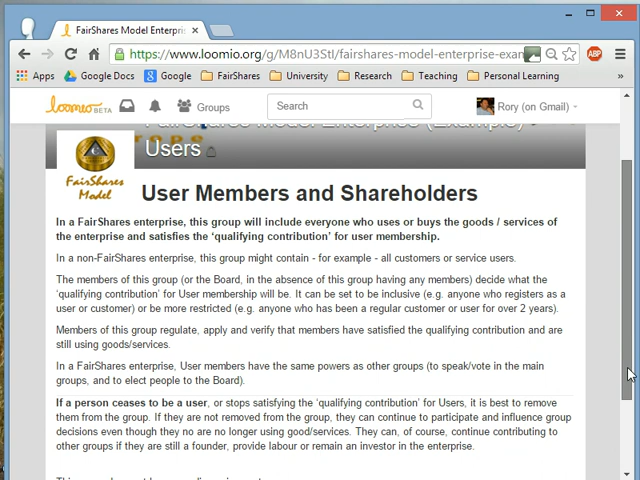 FairShares Model Enterpris
https://www.loomio.org/g/M8nU3StI/fairshares-model-enterprise-exam
ABP
Apps Google Docs Google FairShares University Research Teaching Personal Learning
loomio BETA Groups Search Rory (on Gmail)
FairShares Model Enterprise (Example)
Users
FairShares
Model
User Members and Shareholders
In a FairShares enterprise, this group will include everyone who uses or buys the goods / services of
the enterprise and satisfies the ‘qualifying contribution’ for user membership.
In a non-FairShares enterprise, this group might contain - for example - all customers or service users.
The members of this group (or the Board, in the absence of this group having any members) decide what the
‘qualifying contribution’ for User membership will be. It can be set to be inclusive (e.g. anyone who registers as a
user or customer) or be more restricted (e.g. anyone who has been a regular customer or user for over 2 years).
Members of this group regulate, apply and verify that members have satisfied the qualifying contribution and are
still using goods/services.
In a FairShares enterprise, User members have the same powers as other groups (to speak/vote in the main
groups, and to elect people to the Board).
If a person ceases to be a user, or stops satisfying the ‘qualifying contribution’ for Users, it is best to remove
them from the group. If they are not removed from the group, they can continue to participate and influence group
decisions even though they no are no longer using good/services. They can, of course, continue contributing to
other groups if they are still a founder, provide labour or remain an investor in the enterprise.